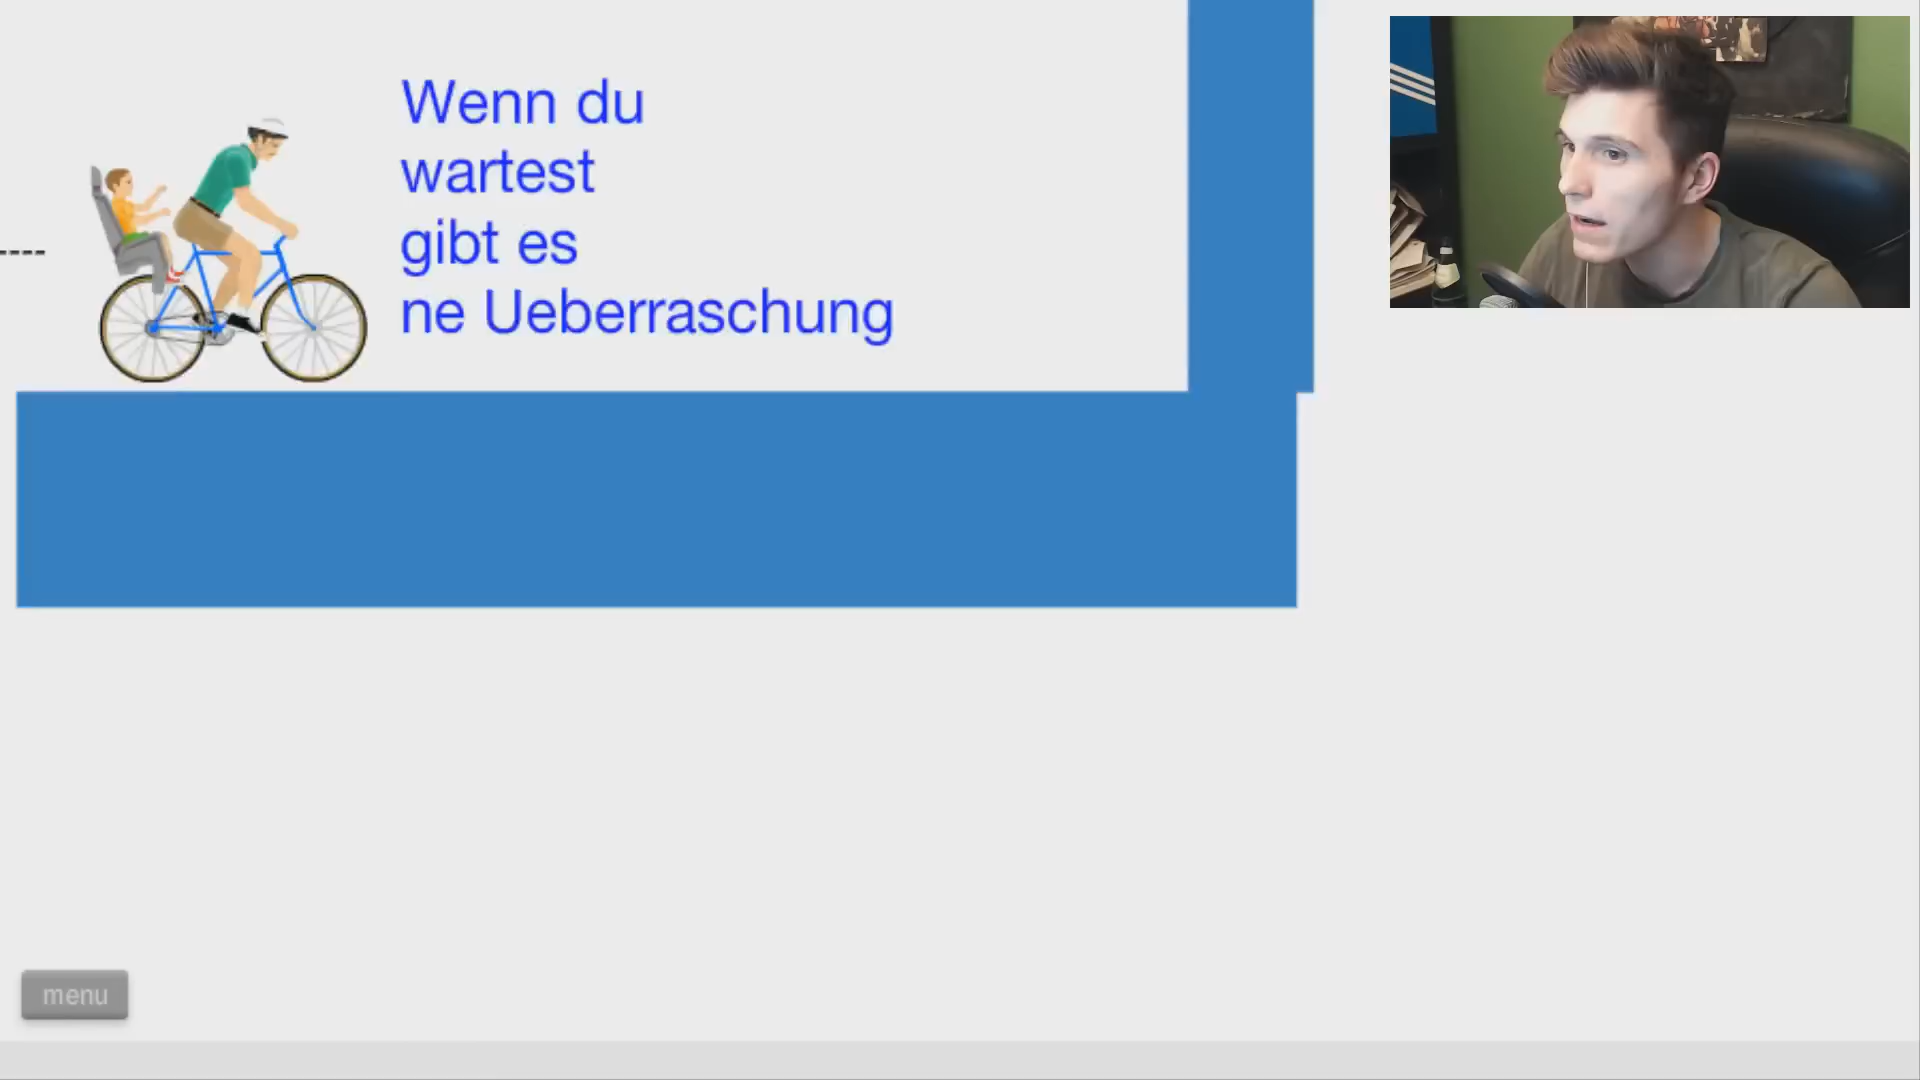 Wenn du
wartest
gibt es
ne Ueberraschung
menu